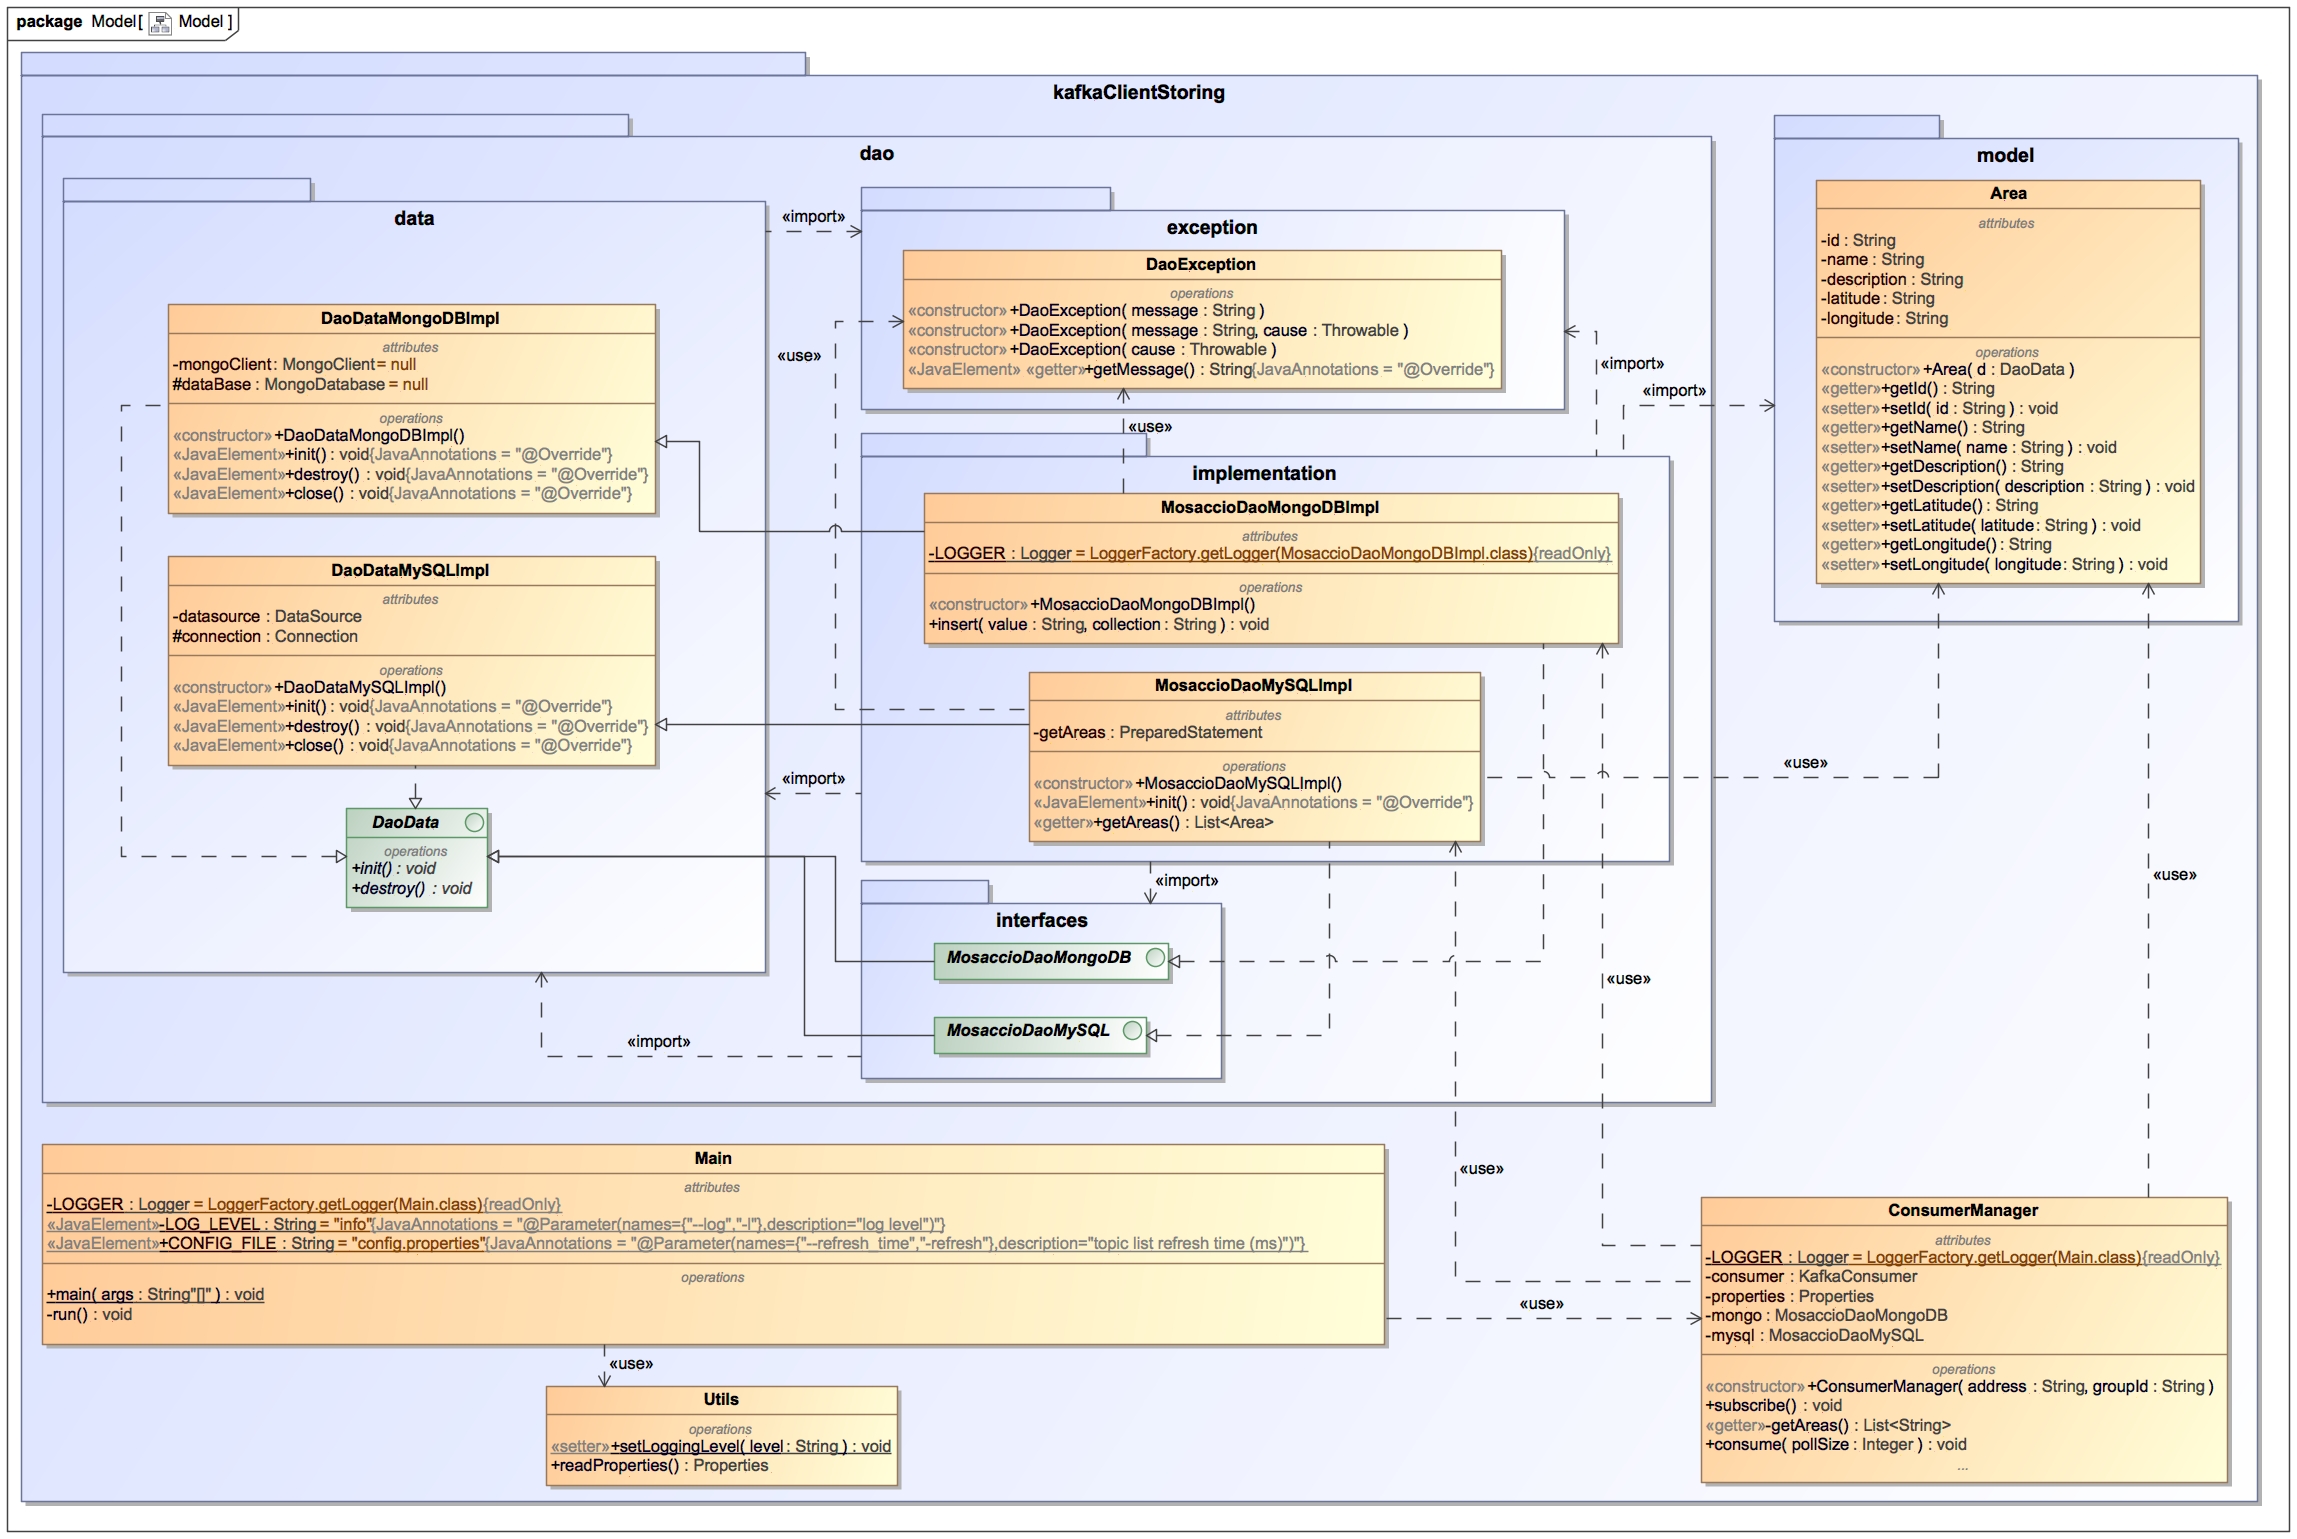 package Model[ Model ]
kafkaClientStoring
dao
data
«import»
DaoDataMongoDBImpl
attributes
-mongoClient : MongoClient = null
#dataBase : MongoDatabase = null
operations
«constructor» +DaoDataMongoDBImpl()
«JavaElement»+init() : void{JavaAnnotations = "@Override"}
«JavaElement»+destroy() : void{JavaAnnotations = "@Override"}
«JavaElement»+close() : void{JavaAnnotations = "@Override"}
DaoDataMySQLImpl
attributes
-datasource : DataSource
#connection : Connection
operations
«constructor» +DaoDataMySQLImpl()
«JavaElement»+init() : void{JavaAnnotations = "@Override"}
«JavaElement»+destroy() : void{JavaAnnotations = "@Override"}
«JavaElement»+close() : void{JavaAnnotations = "@Override"}
DaoData
operations
+init() : void
+destroy() : void
exception
DaoException
operations
«constructor» +DaoException( message : String )
«constructor» +DaoException( message : String, cause : Throwable )
«constructor» +DaoException( cause : Throwable )
«JavaElement» «getter»+getMessage() : String{JavaAnnotations = "@Override"}
«use»
«use»
«import»
«import»
implementation
MosaccioDaoMongoDBImpl
attributes
-LOGGER : Logger = LoggerFactory.getLogger(MosaccioDaoMongoDBImpl.class){readOnly}
operations
«constructor» +MosaccioDaoMongoDBImpl()
+insert( value : String, collection : String ) : void
MosaccioDaoMySQLImpl
attributes
-getAreas : PreparedStatement
operations
«constructor» +MosaccioDaoMySQLImpl()
«JavaElement»+init() : void{JavaAnnotations = "@Override"}
«getter»+getAreas() : List<Area>
«import»
«use»
«import»
interfaces
MosaccioDaoMongoDB
MosaccioDaoMySQL
«import»
model
Area
attributes
-id : String
-name : String
-description : String
-latitude : String
-longitude : String
operations
«constructor» +Area( d : DaoData )
«getter»+getId() : String
«setter»+setId( id : String ) : void
«getter»+getName() : String
«setter»+setName( name : String ) : void
«getter»+getDescription() : String
«setter»+setDescription( description : String ) : void
«getter»+getLatitude() : String
«setter»+setLatitude( latitude : String ) : void
«getter»+getLongitude() : String
«setter»+setLongitude( longitude : String ) : void
«use»
«use»
«use»
Main
attributes
-LOGGER : Logger = LoggerFactory.getLogger(Main.class){readOnly}
«JavaElement»-LOG_LEVEL : String = "info"{JavaAnnotations = "@Parameter(names={"--log","-l"},description="log level")"}
«JavaElement»+CONFIG_FILE : String = "config.properties"{JavaAnnotations = "@Parameter(names={"--refresh_time","-refresh"},description="topic list refresh time (ms)")"}
operations
+main( args : String"[]" ) : void
-run() : void
«use»
«use»
Utils
operations
«setter»+setLoggingLevel( level : String ) : void
+readProperties() : Properties
ConsumerManager
attributes
-LOGGER : Logger = LoggerFactory.getLogger(Main.class){readOnly}
-consumer : KafkaConsumer
-properties : Properties
-mongo : MosaccioDaoMongoDB
-mysql : MosaccioDaoMySQL
operations
«constructor» +ConsumerManager( address : String, groupId : String )
+subscribe() : void
«getter»-getAreas() : List<String>
+consume( pollSize : Integer ) : void
...